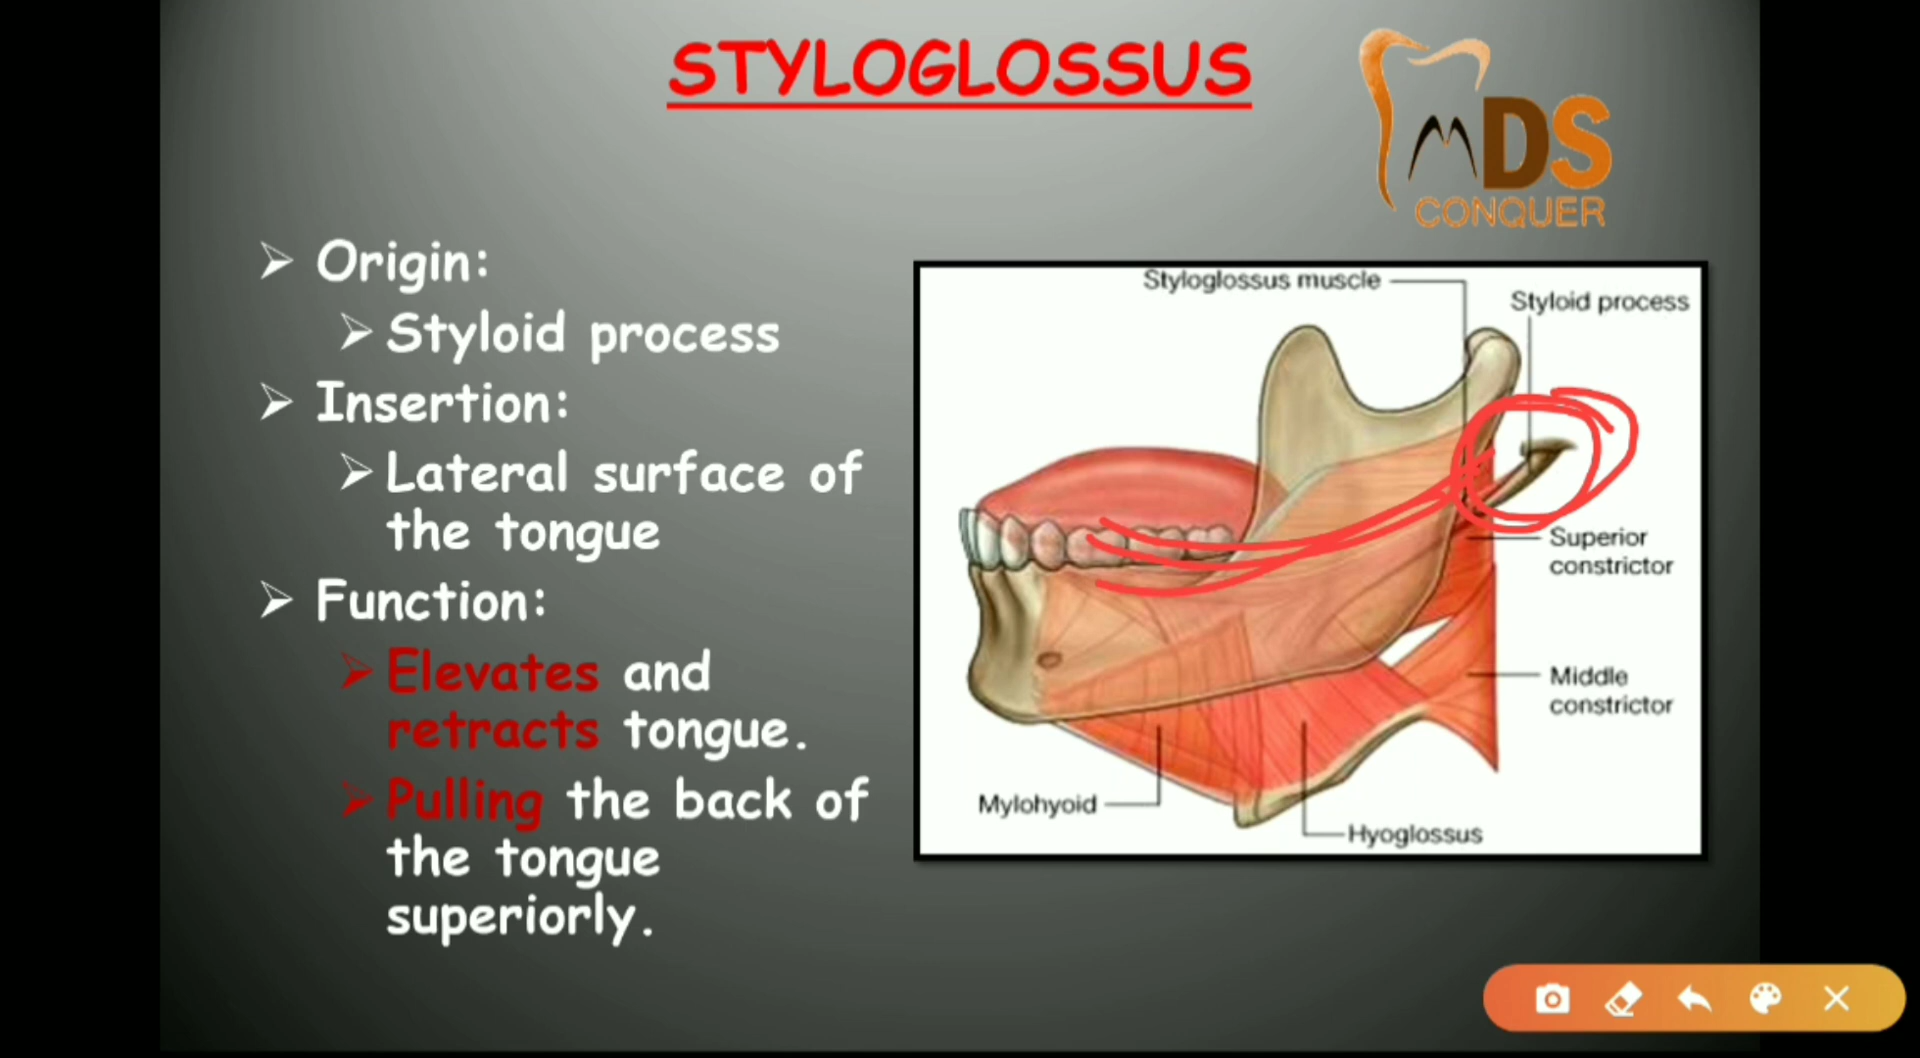 STYLOGLOSSUS
MDS
CONQUER
Origin:
Styloid process
Insertion:
Lateral surface of
the tongue
Function:
Elevates and
retracts tongue.
Pulling the back of
the tongue
superiorly.
Styloglossus muscle
Styloid process
Superior
constrictor
Middle
constrictor
Mylohyoid
Hyoglossus